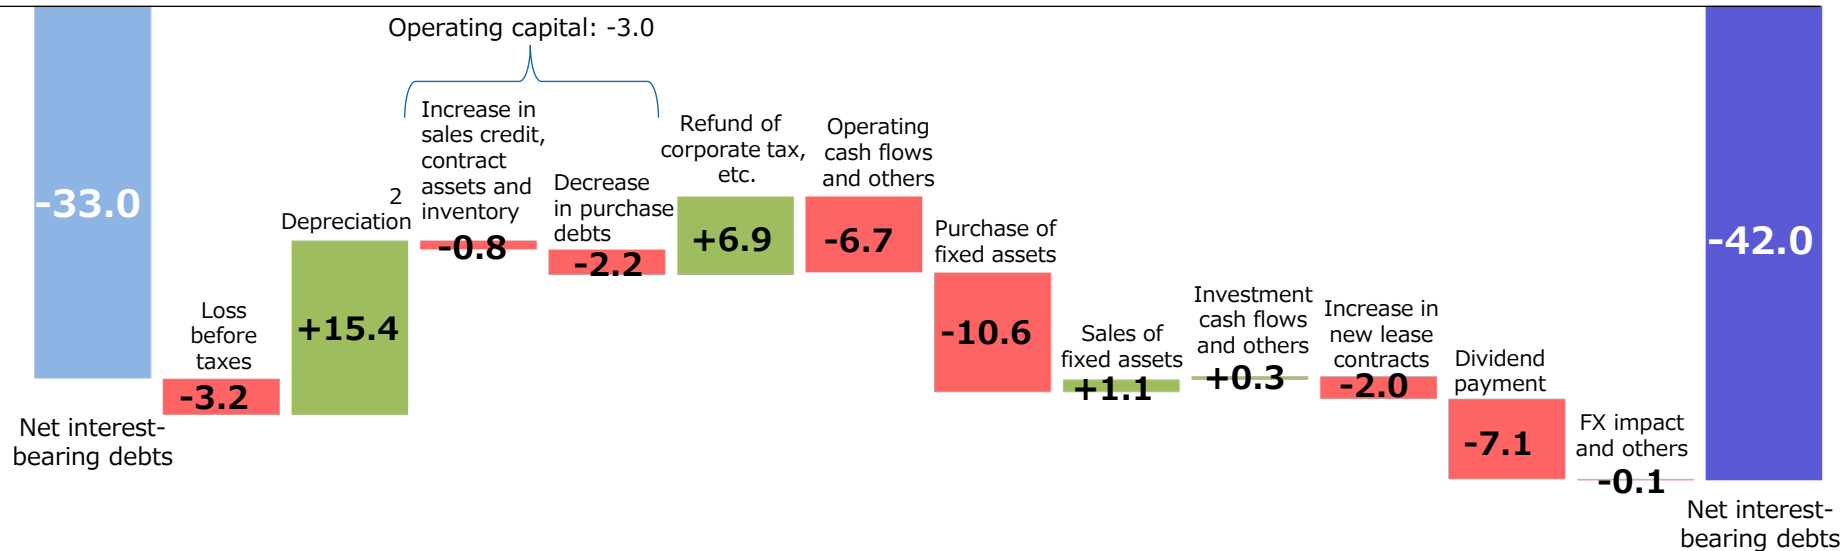 Operating capital: -3.0
-33.0
Net interest-
bearing debts
Loss
before
taxes
-3.2
2
Depreciation
+15.4
Increase in
sales credit,
contract
assets and
inventory
-0.8
Decrease
in purchase
debts
-2.2
Refund of
corporate tax,
etc.
+6.9
Operating
cash flows
and others
-6.7
Purchase of
fixed assets
-10.6
Sales of
fixed assets
+1.1
Investment
cash flows
and others
+0.3
Increase in
new lease
contracts
-2.0
Dividend
payment
-7.1
FX impact
and others
-0.1
-42.0
Net interest-
bearing debts